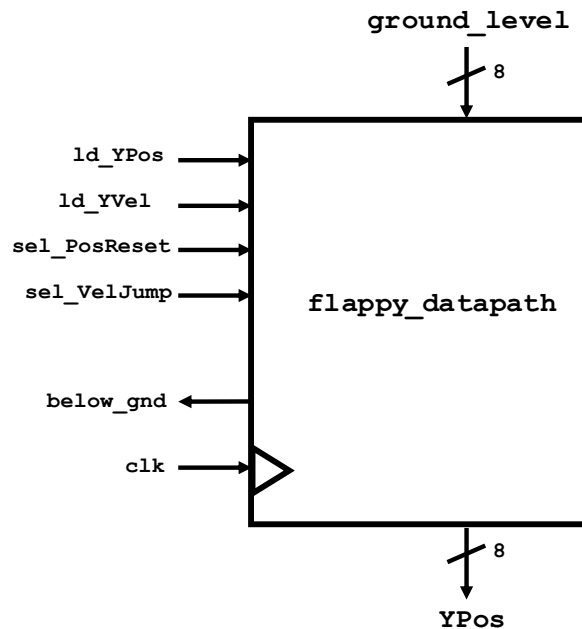 ground_level
8
ld_YPos
ld_YVel
sel_PosReset
sel_VelJump
flappy_datapath
below_gnd
clk
8
YPos